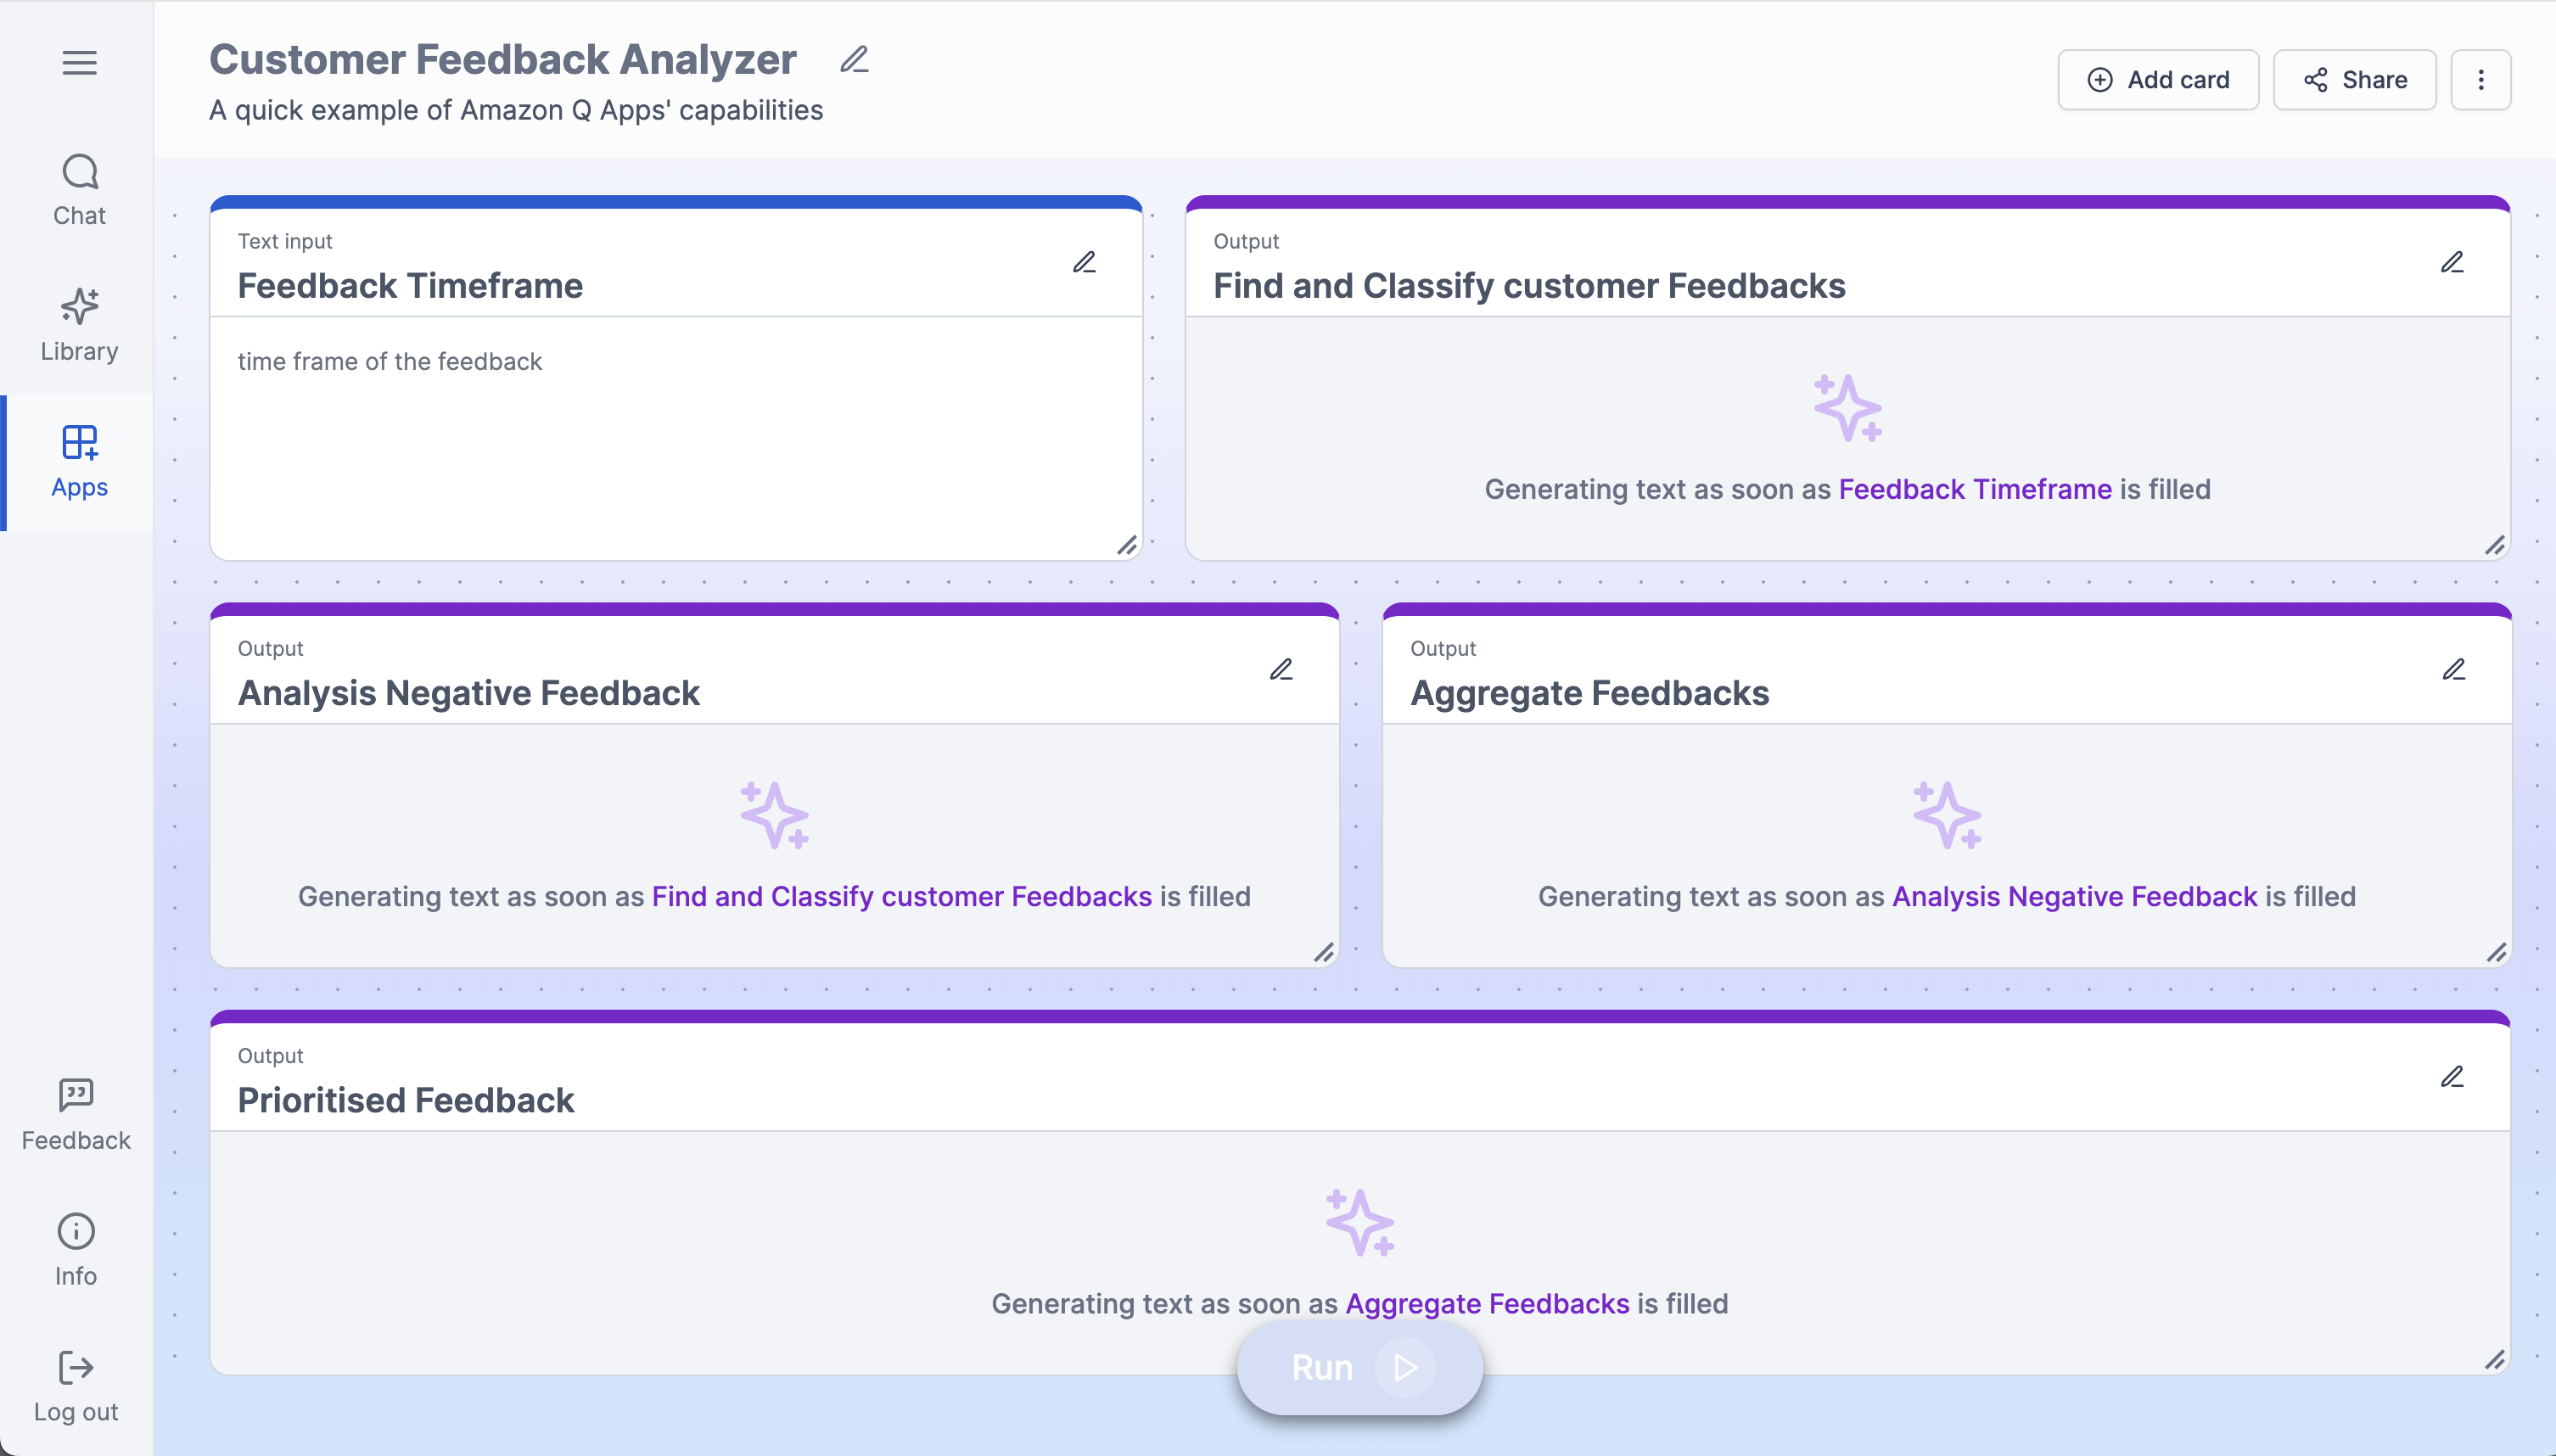 Customer Feedback Analyzer
A quick example of Amazon Q Apps' capabilities
Add card
Share
Chat
Library
Apps
Feedback
Info
Log out
Text input
Feedback Timeframe
time frame of the feedback
Output
Find and Classify customer Feedbacks
Generating text as soon as Feedback Timeframe is filled
Output
Analysis Negative Feedback
Generating text as soon as Find and Classify customer Feedbacks is filled
Output
Aggregate Feedbacks
Generating text as soon as Analysis Negative Feedback is filled
Output
Prioritised Feedback
Generating text as soon as Aggregate Feedbacks is filled
Run